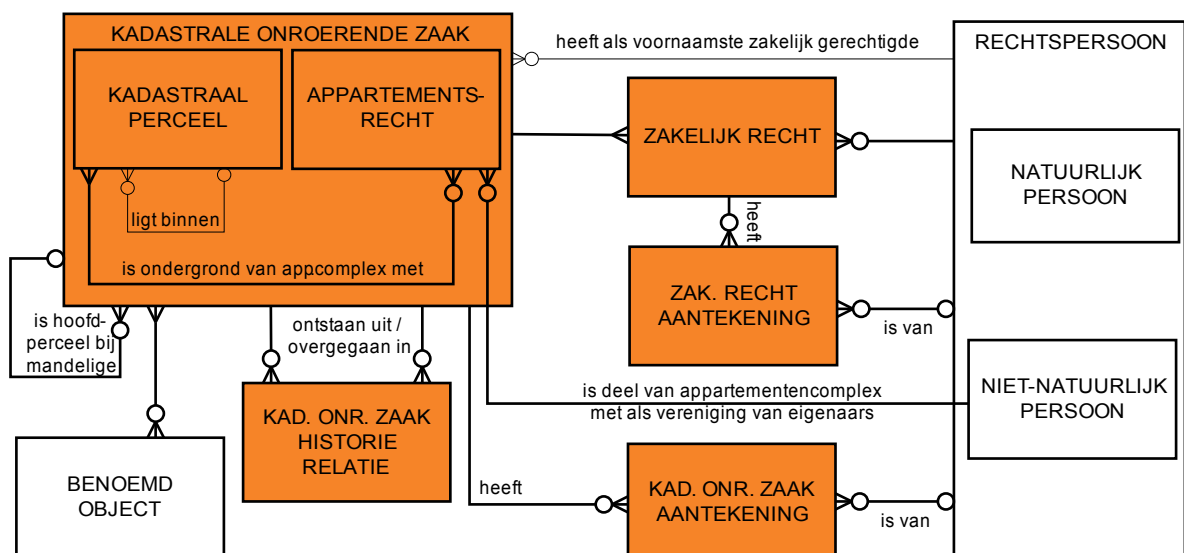 KADASTRALE ONROERENDE ZAAK
heeft als voornaamste zakelijk gerechtigde
RECHTSPERSOON
KADASTRAAL
PERCEEL
APPARTEMENTS-
RECHT
ZAKELIJK RECHT
NATUURLIJK
PERSOON
ligt binnen
heeft
is ondergrond van appcomplex met
ZAK. RECHT
AANTEKENING
is van
is hoofd-
perceel bij
mandelige
ontstaan uit /
overgegaan in
is deel van appartementencomplex
met als vereniging van eigenaars
NIET-NATUURLIJK
PERSOON
KAD. ONR. ZAAK
HISTORIE
RELATIE
BENOEMD
OBJECT
heeft
KAD. ONR. ZAAK
AANTEKENING
is van